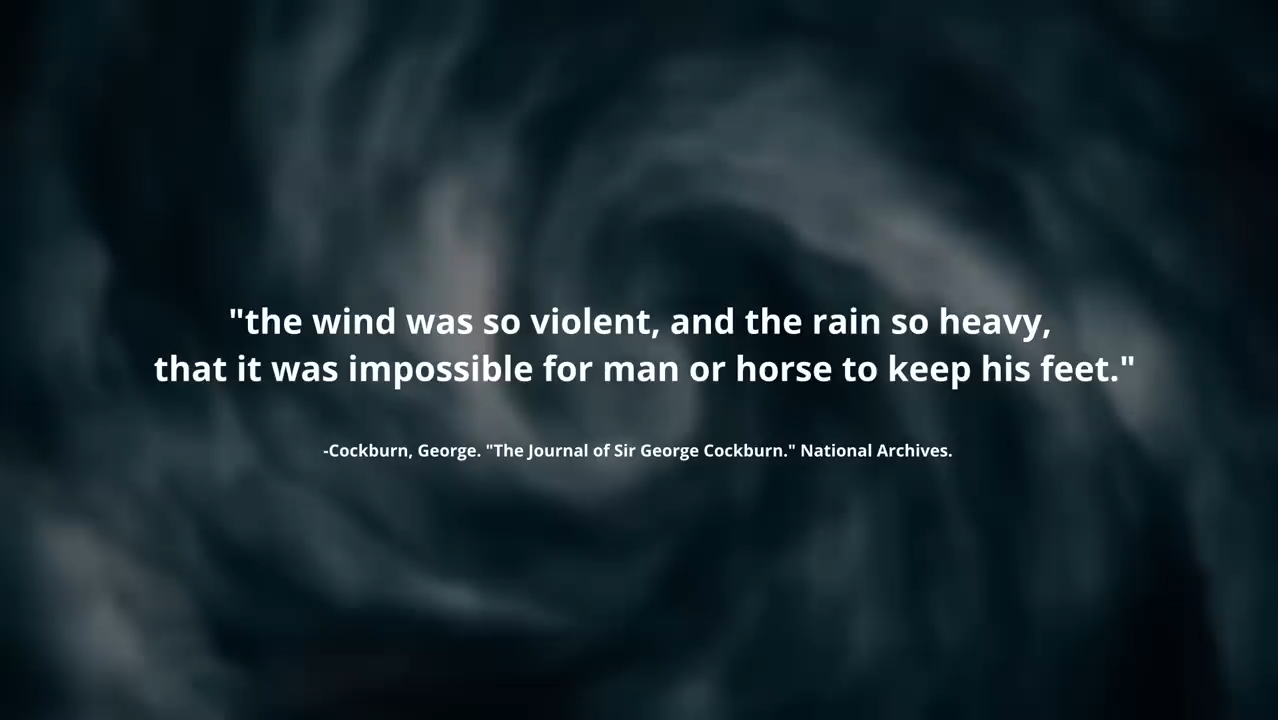 "the wind was so violent, and the rain so heavy,
that it was impossible for man or horse to keep his feet."
-Cockburn, George. "The Journal of Sir George Cockburn." National Archives.